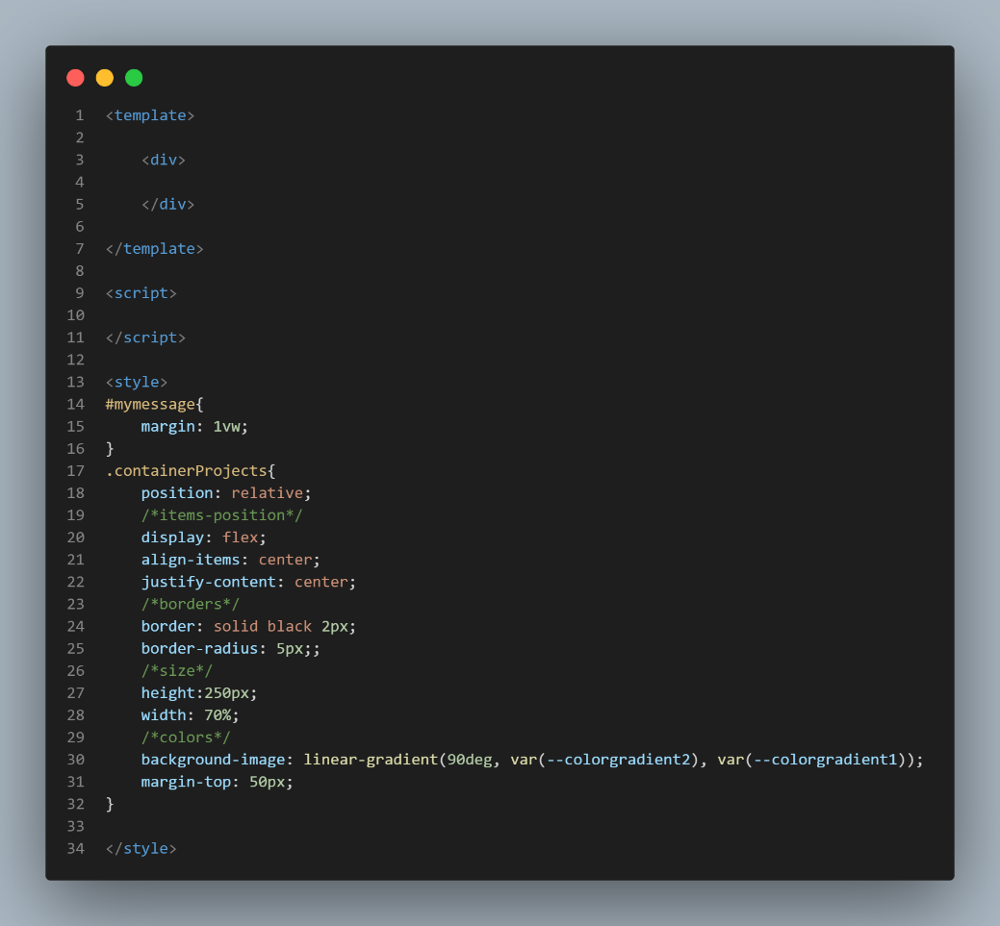 1 <template>
2
3     <div>
4
5     </div>
6
7 </template>
8
9 <script>
10
11 </script>
12
13 <style>
14 #mymessage{
15     margin: 1vw;
16 }
17 .containerProjects{
18     position: relative;
19     /*items-position*/
20     display: flex;
21     align-items: center;
22     justify-content: center;
23     /*borders*/
24     border: solid black 2px;
25     border-radius: 5px;;
26     /*size*/
27     height:250px;
28     width: 70%;
29     /*colors*/
30     background-image: linear-gradient(90deg, var(--colorgradient2), var(--colorgradient1));
31     margin-top: 50px;
32 }
33
34 </style>